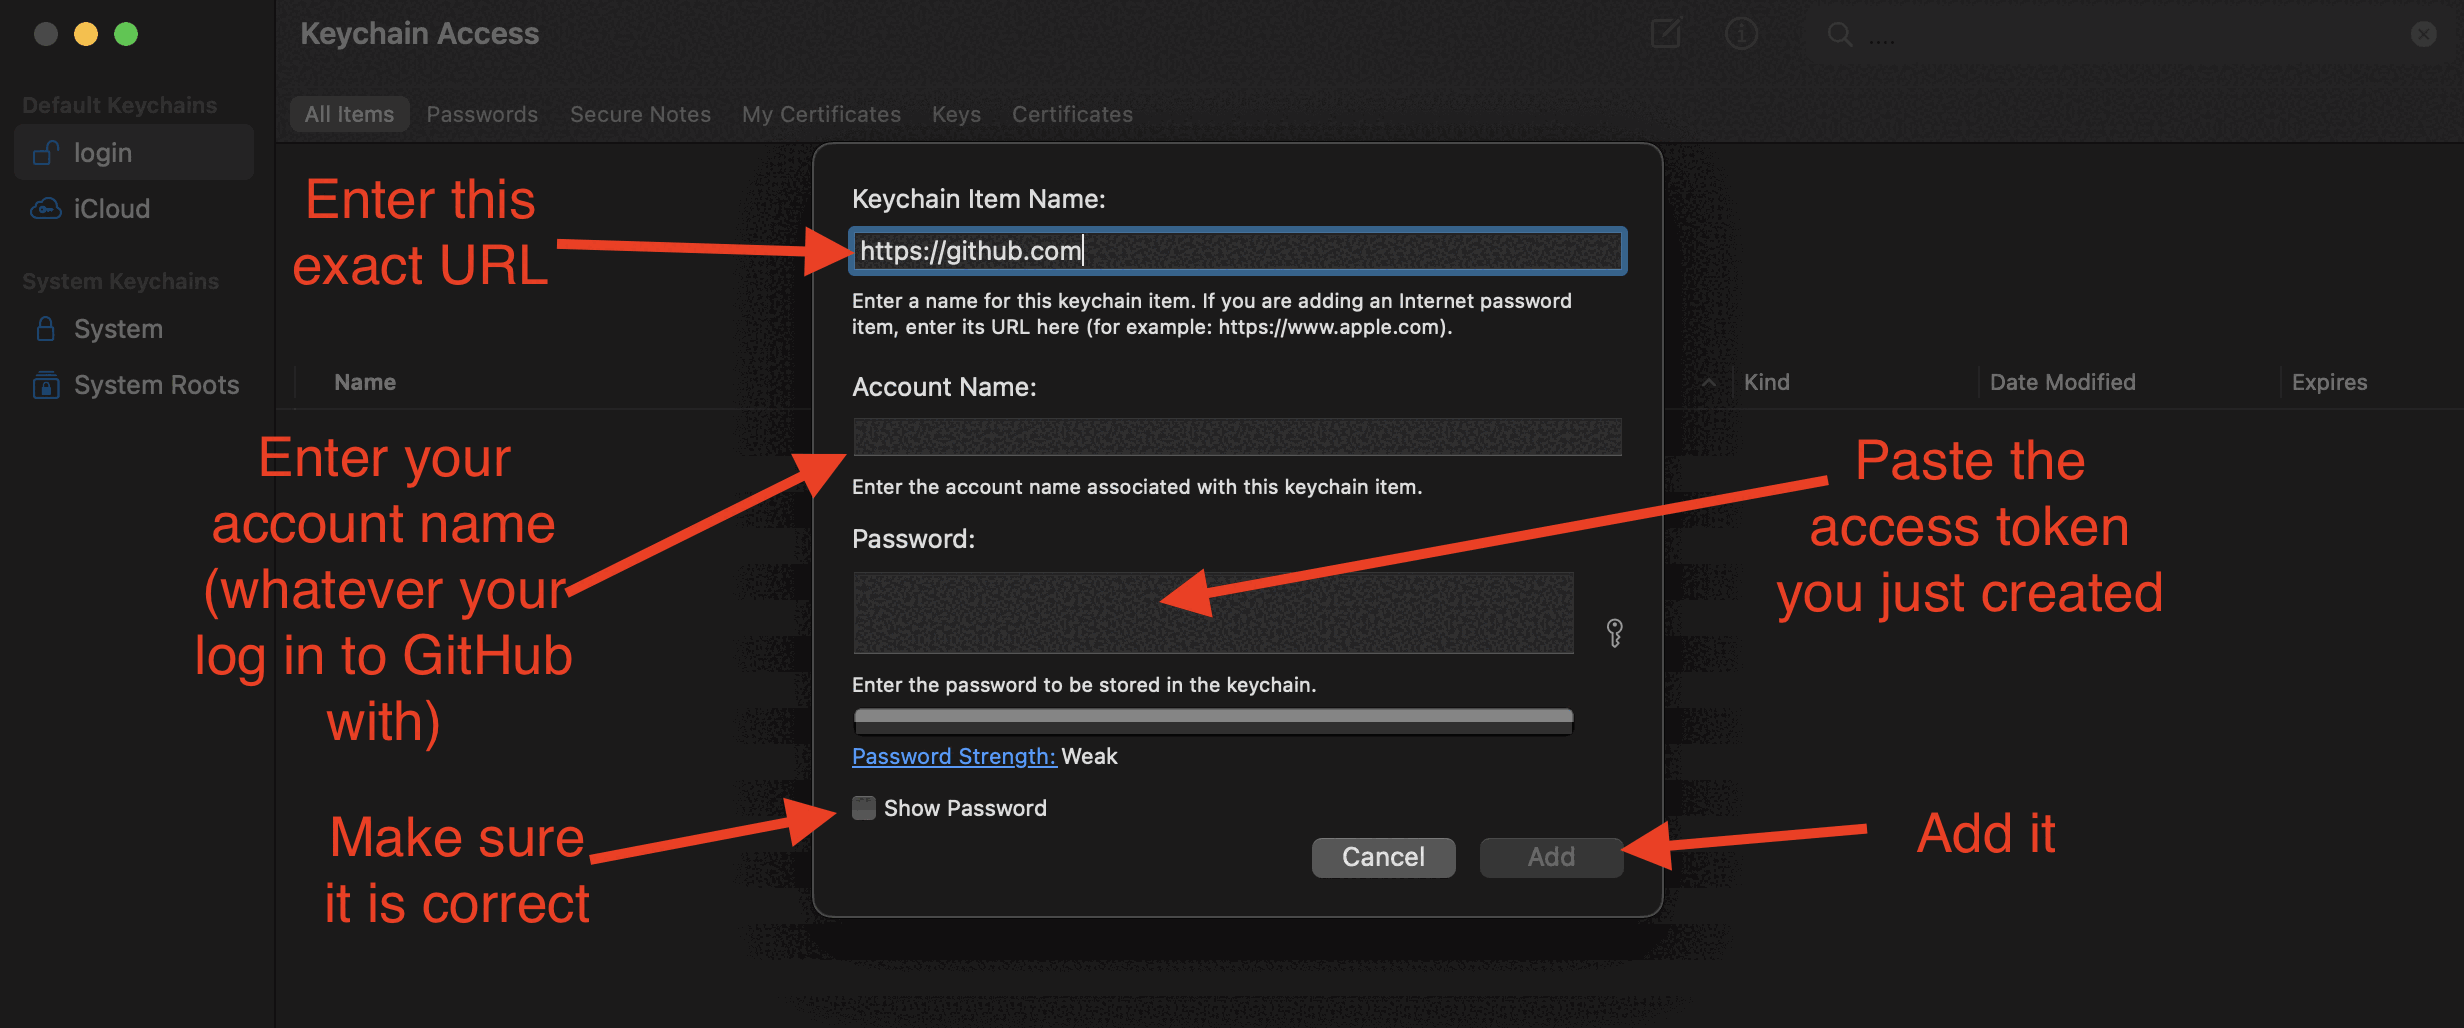 Keychain Access
....
Default Keychains
login
iCloud
System Keychains
System
System Roots
All Items
Passwords
Secure Notes
My Certificates
Keys
Certificates
Name
Kind
Date Modified
Expires
Enter this
exact URL
Keychain Item Name:
https://github.com
Enter a name for this keychain item. If you are adding an Internet password
item, enter its URL here (for example: https://www.apple.com).
Enter your
account name
(whatever your
log in to GitHub
with)
Account Name:
Enter the account name associated with this keychain item.
Paste the
access token
you just created
Password:
Enter the password to be stored in the keychain.
Password Strength: Weak
Make sure
it is correct
Show Password
Cancel
Add
Add it